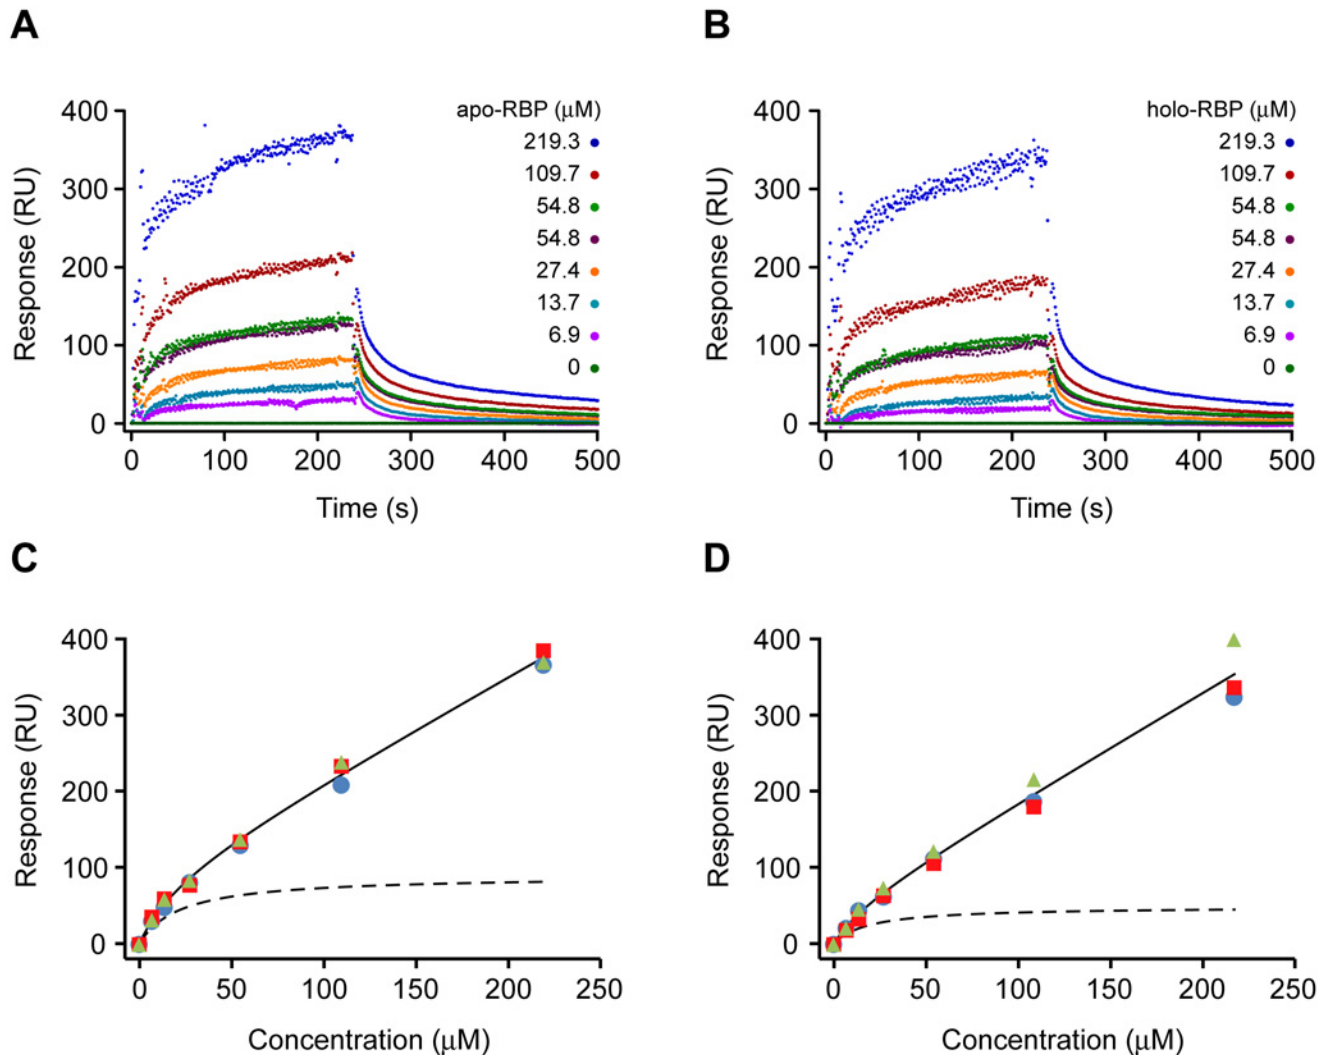 A
B
apo-RBP (μM)
219.3
109.7
54.8
54.8
27.4
13.7
6.9
0
400
300
200
100
0
Response (RU)
0 100 200 300 400 500
Time (s)
holo-RBP (μM)
219.3
109.7
54.8
54.8
27.4
13.7
6.9
0
400
300
200
100
0
Response (RU)
0 100 200 300 400 500
Time (s)
C
D
400
300
200
100
0
Response (RU)
0 50 100 150 200 250
Concentration (μM)
400
300
200
100
0
Response (RU)
0 50 100 150 200 250
Concentration (μM)